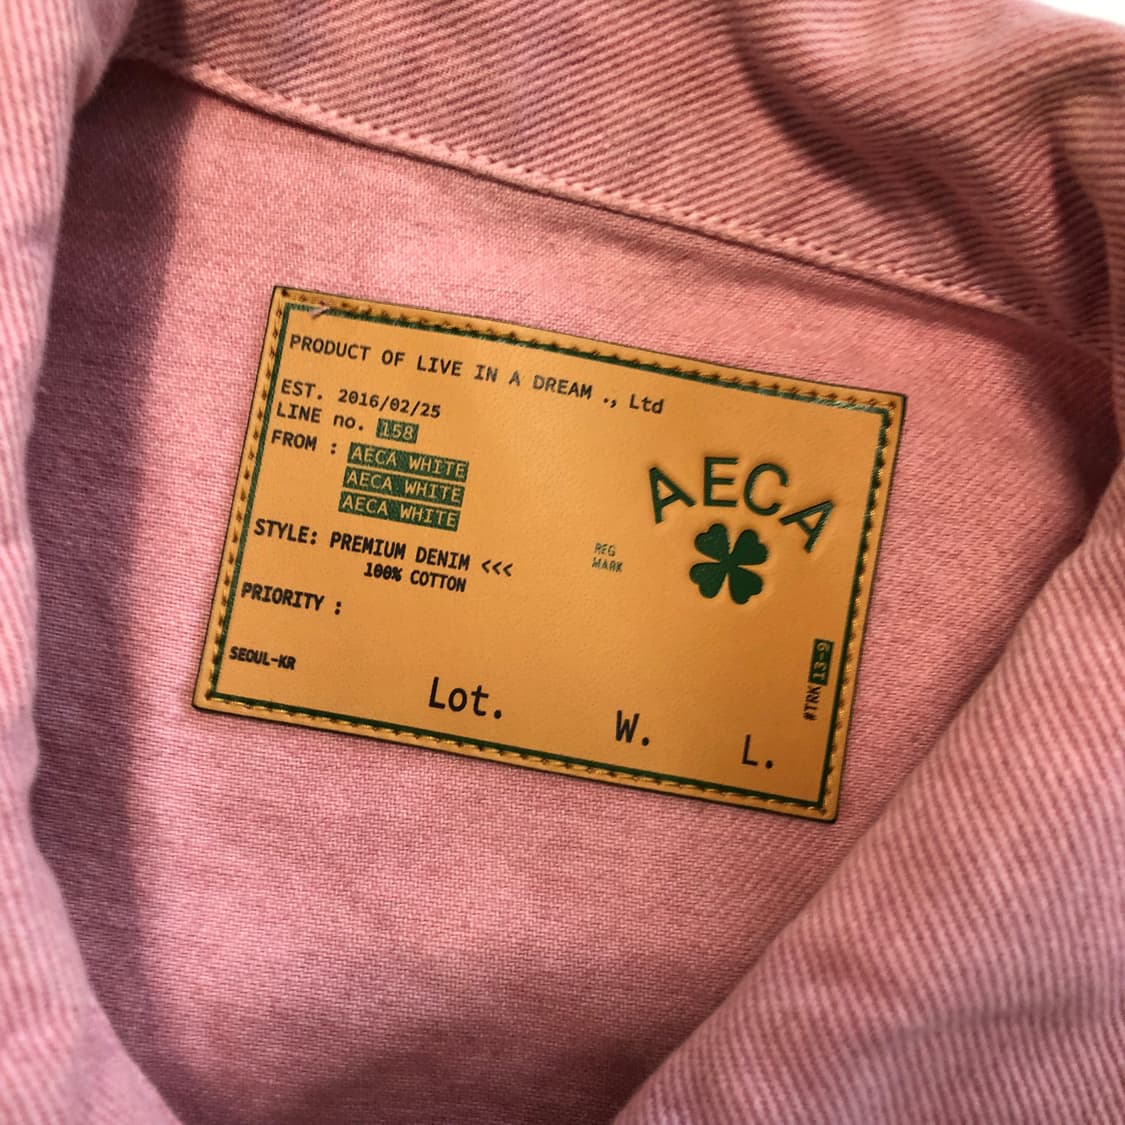 PRODUCT OF LIVE IN A DREAM ., Ltd
EST. 2016/02/25
LINE no. 158
FROM : AECA WHITE
AECA WHITE
AECA WHITE
STYLE: PREMIUM DENIM <<<
100% COTTON
PRIORITY :
SEOUL-KR
AECA
REG
MARK
#TRK 13-9
Lot. W. L.